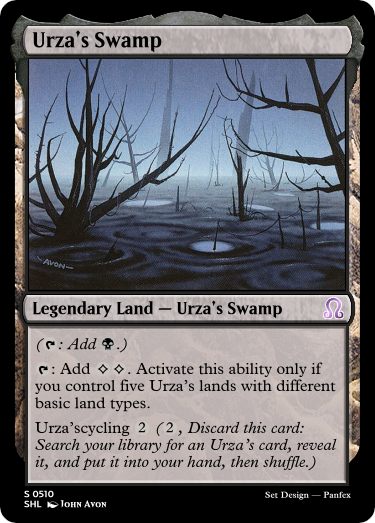 Urza's Swamp
AVON
Legendary Land — Urza's Swamp
(: Add .)
: Add . Activate this ability only if
you control five Urza's lands with different
basic land types.
Urza'scycling 2 (2, Discard this card:
Search your library for an Urza's card, reveal
it, and put it into your hand, then shuffle.)
S 0510
Set Design — Panfex
SHL John Avon